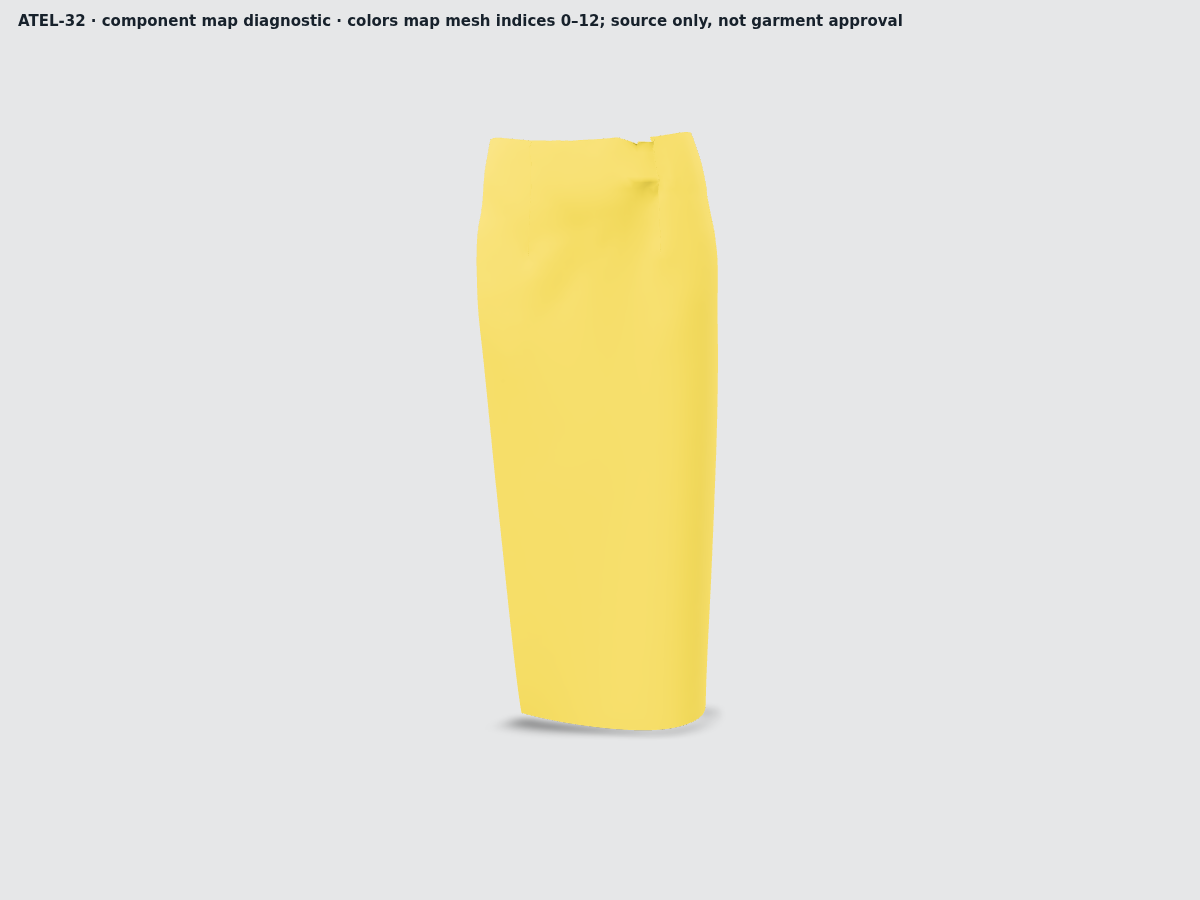 ATEL-32 · component map diagnostic · colors map mesh indices 0–12; source only, not garment approval